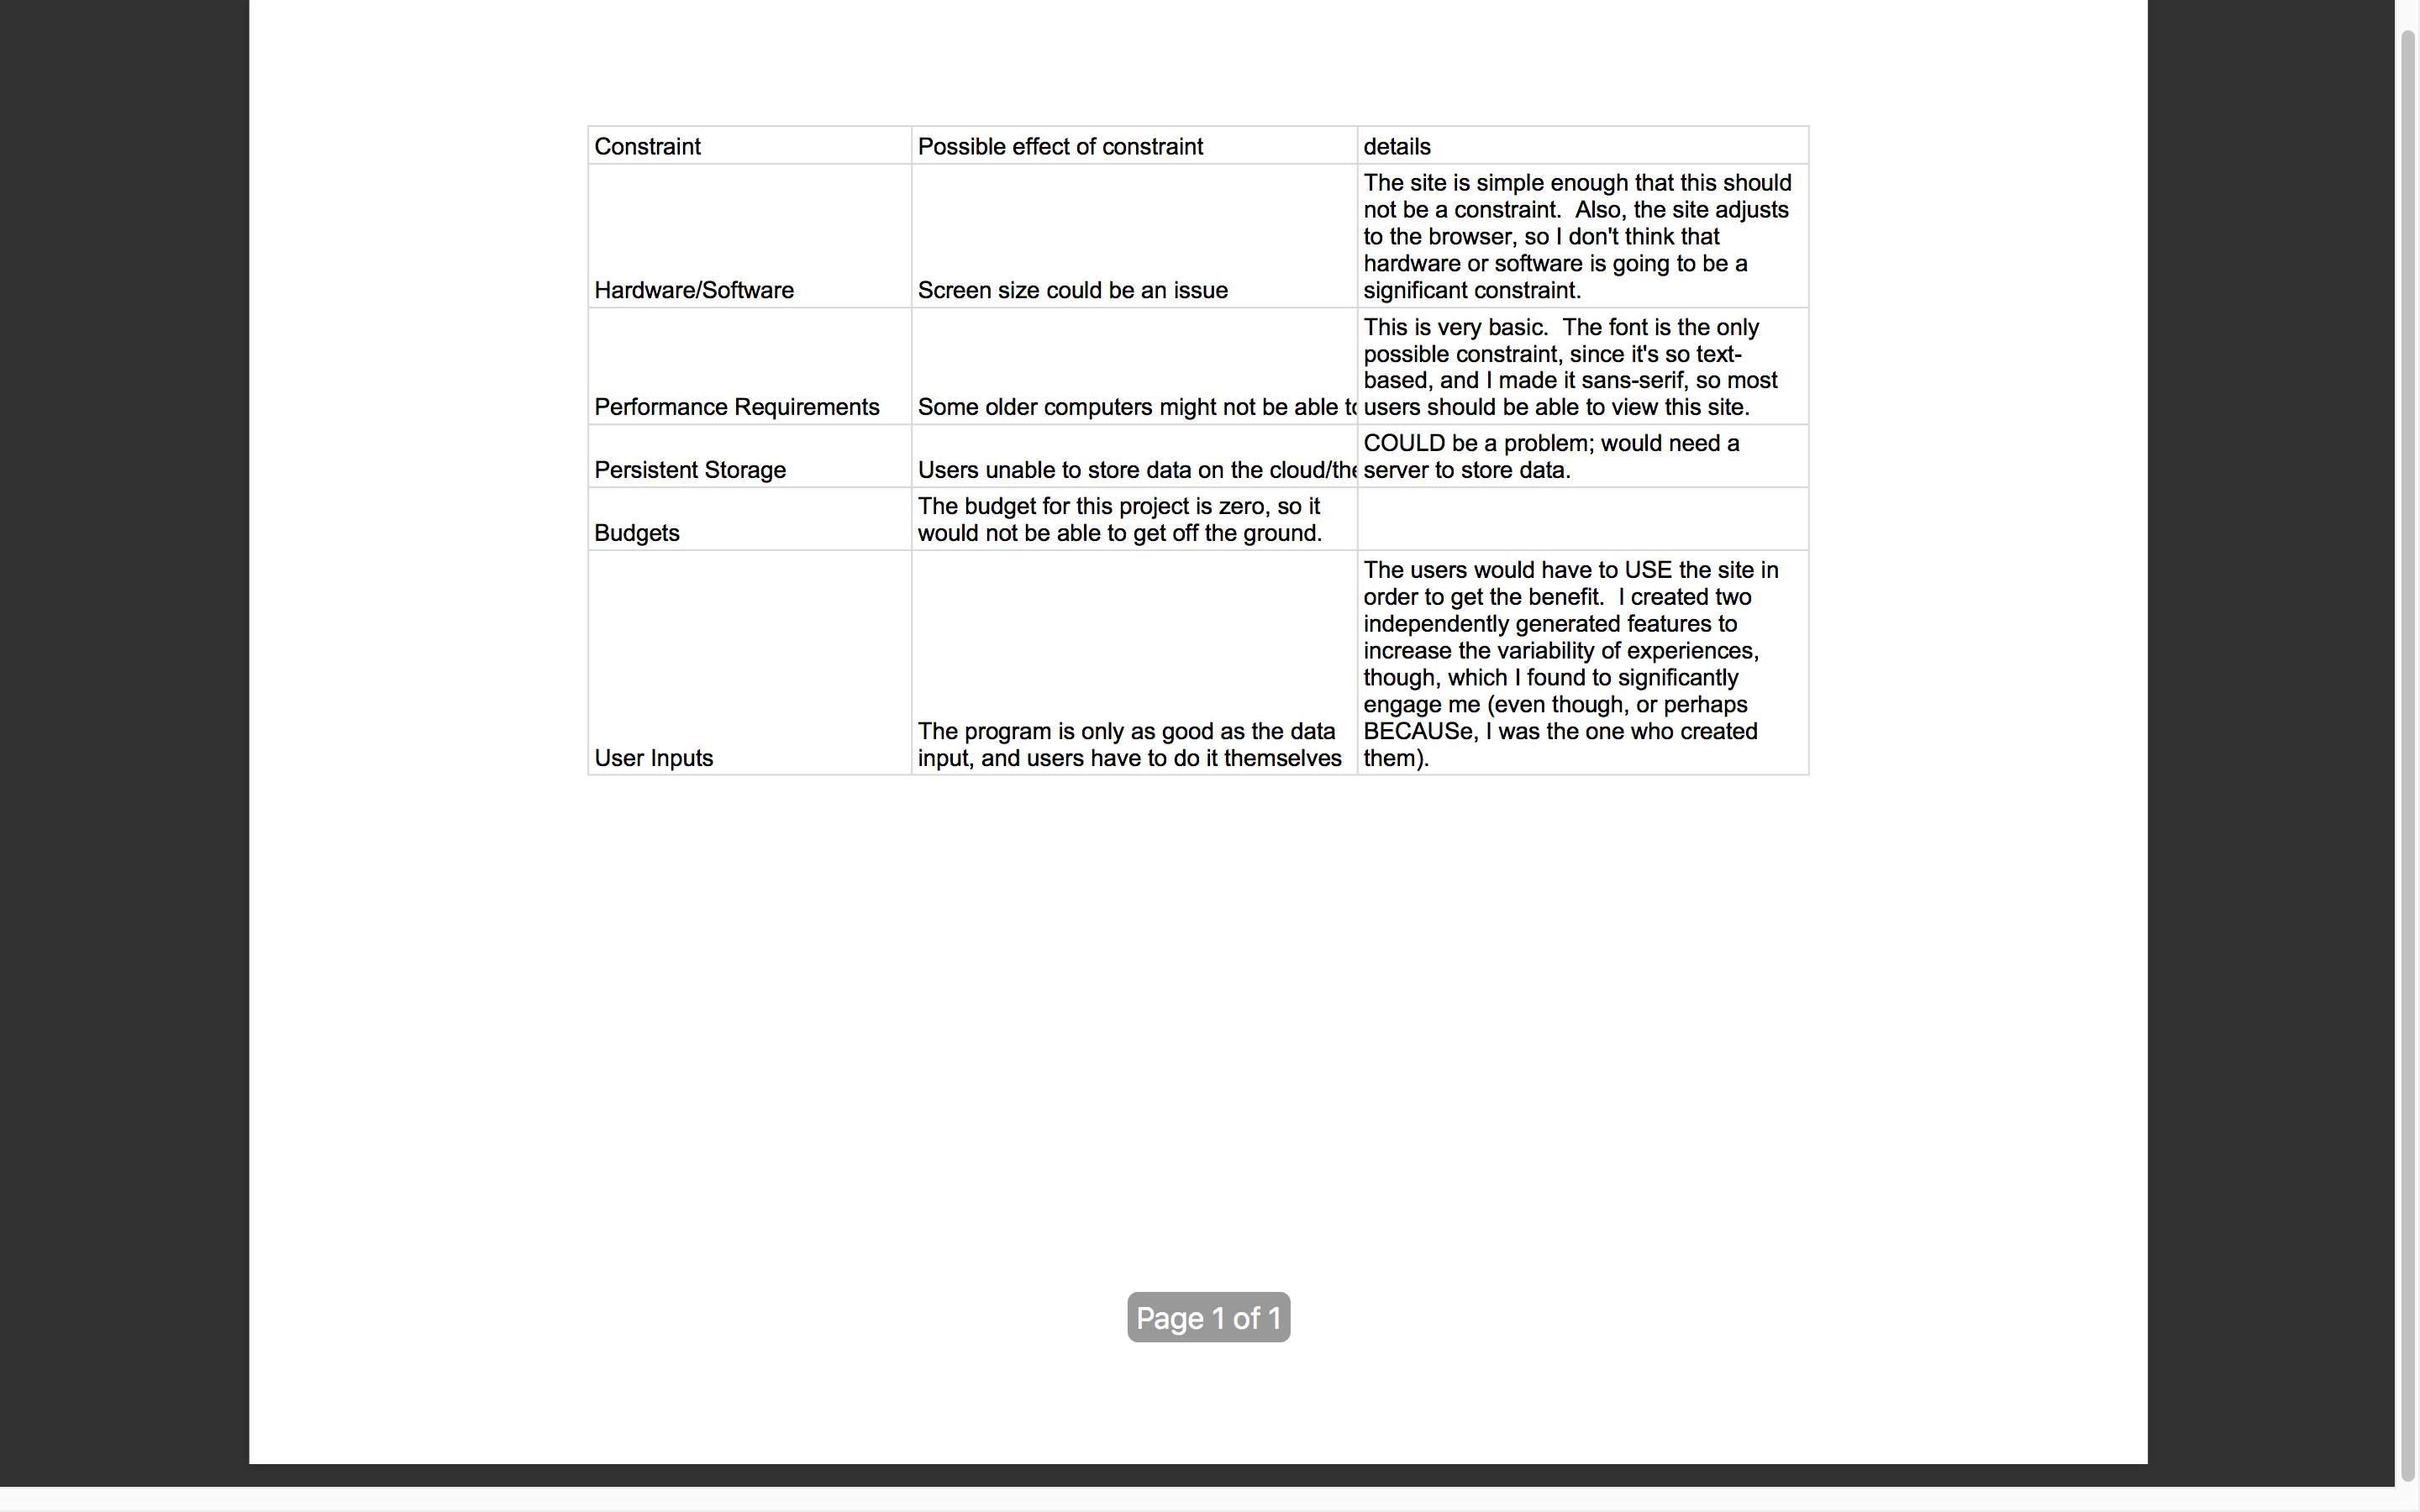 Constraint Possible effect of constraint details
The site is simple enough that this should
not be a constraint.  Also, the site adjusts
to the browser, so I don't think that
hardware or software is going to be a
Hardware/Software Screen size could be an issue significant constraint.
This is very basic.  The font is the only
possible constraint, since it's so text-
based, and I made it sans-serif, so most
Performance Requirements Some older computers might not be able users should be able to view this site.
COULD be a problem; would need a
Persistent Storage Users unable to store data on the cloud/ server to store data.
The budget for this project is zero, so it
Budgets would not be able to get off the ground.
The users would have to USE the site in
order to get the benefit.  I created two
independently generated features to
increase the variability of experiences,
though, which I found to significantly
engage me (even though, or perhaps
The program is only as good as the data BECAUSe, I was the one who created
User Inputs input, and users have to do it themselves them).
Page 1 of 1